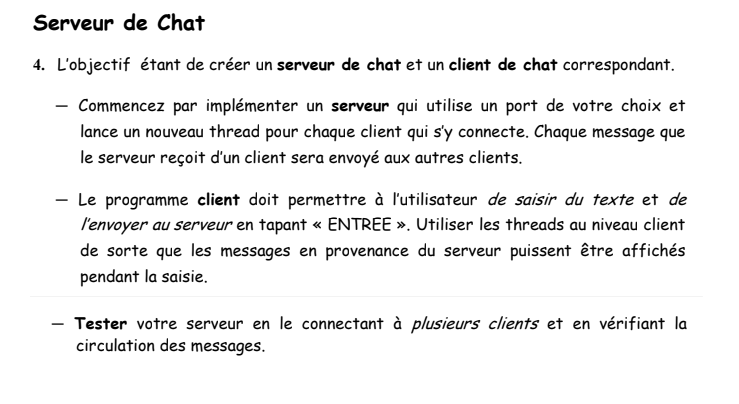 Serveur de Chat
4. L'objectif étant de créer un serveur de chat et un client de chat correspondant.
— Commencez par implémenter un serveur qui utilise un port de votre choix et
lance un nouveau thread pour chaque client qui s'y connecte. Chaque message que
le serveur reçoit d'un client sera envoyé aux autres clients.
— Le programme client doit permettre à l'utilisateur de saisir du texte et de
l'envoyer au serveur en tapant « ENTREE ». Utiliser les threads au niveau client
de sorte que les messages en provenance du serveur puissent être affichés
pendant la saisie.
— Tester votre serveur en le connectant à plusieurs clients et en vérifiant la
circulation des messages.